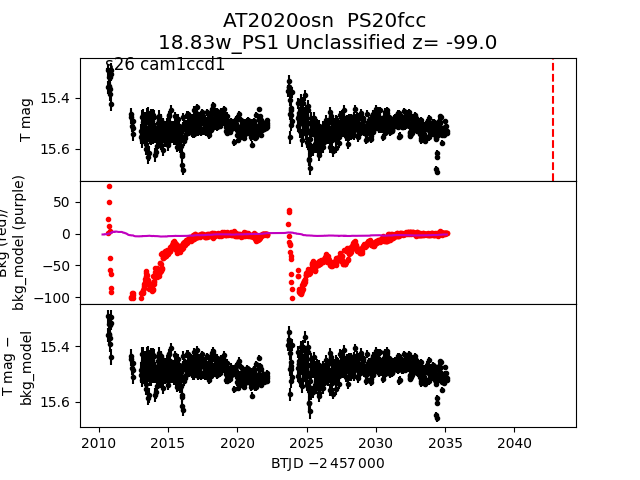 AT2020osn PS20fcc
18.83w_PS1 Unclassified z= -99.0
s26 cam1ccd1
T mag
15.4
15.6
Bkg (red)/
bkg_model (purple)
50
0
−50
−100
T mag −
bkg_model
15.4
15.6
2010 2015 2020 2025 2030 2035 2040
BTJD −2 457 000